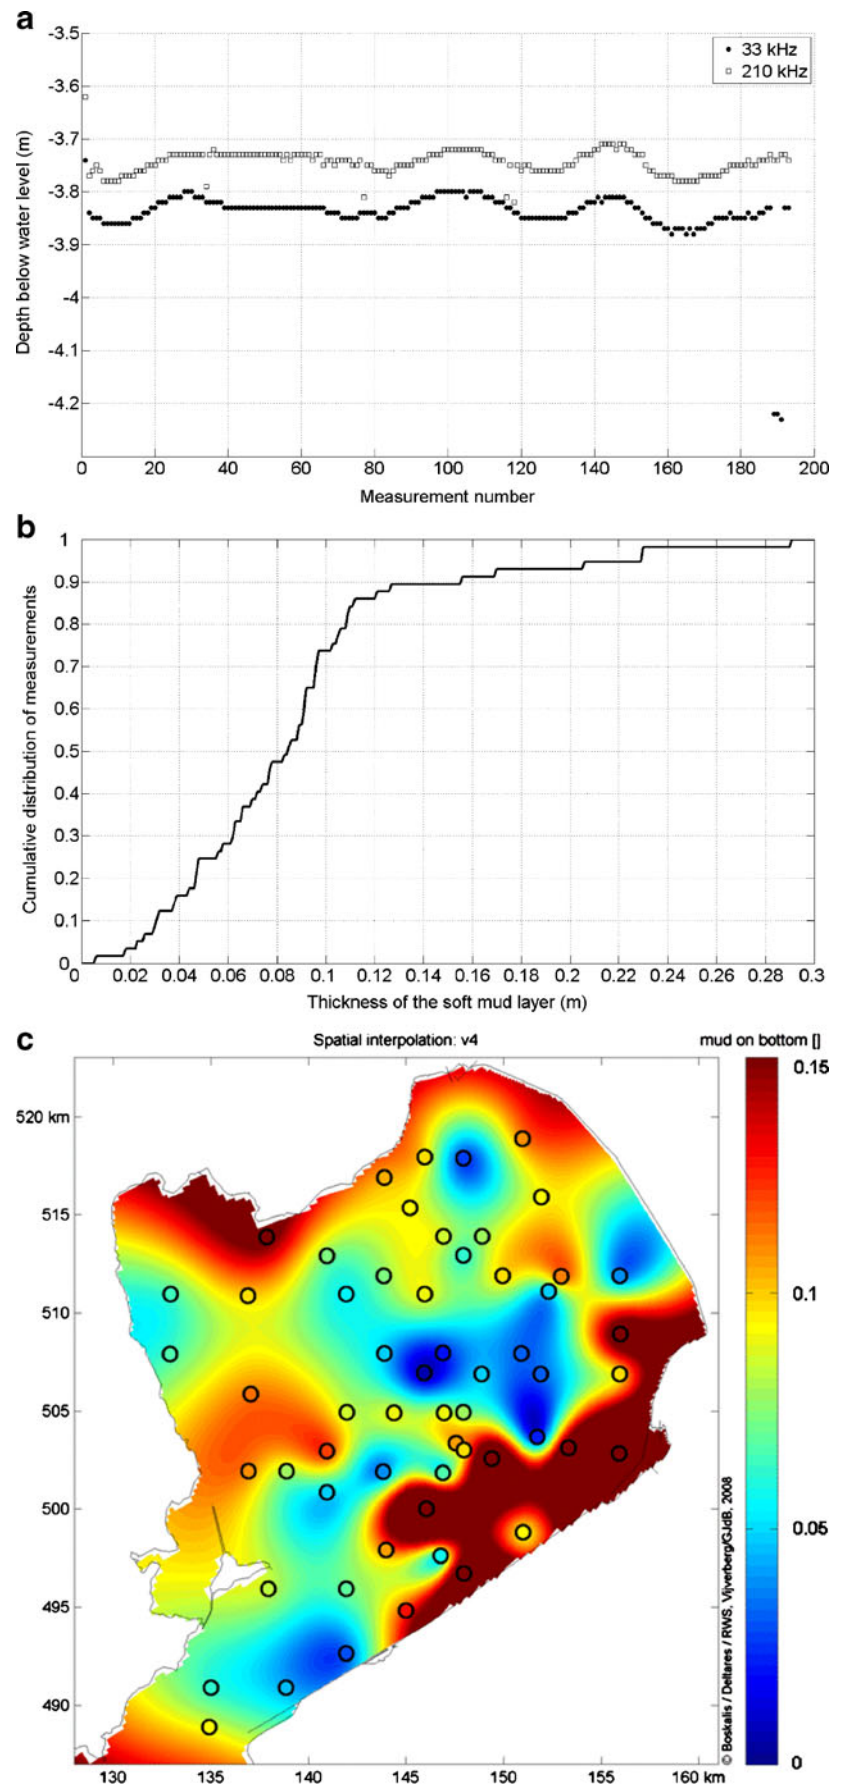 a
-3.5
33 kHz
210 kHz
-3.6
-3.7
-3.8
-3.9
-4
-4.1
-4.2
Depth below water level (m)
0 20 40 60 80 100 120 140 160 180 200
Measurement number
b
1
0.9
0.8
0.7
0.6
0.5
0.4
0.3
0.2
0.1
0
Cumulative distribution of measurements
0.02 0.04 0.06 0.08 0.1 0.12 0.14 0.16 0.18 0.2 0.22 0.24 0.26 0.28 0.3
Thickness of the soft mud layer (m)
c
Spatial interpolation: v4
mud on bottom []
520 km
515
510
505
500
495
490
130 135 140 145 150 155 160 km
0.15
0.1
0.05
0
© Boskalis / Deltares / RWS, Vijverberg/GJdB, 2008